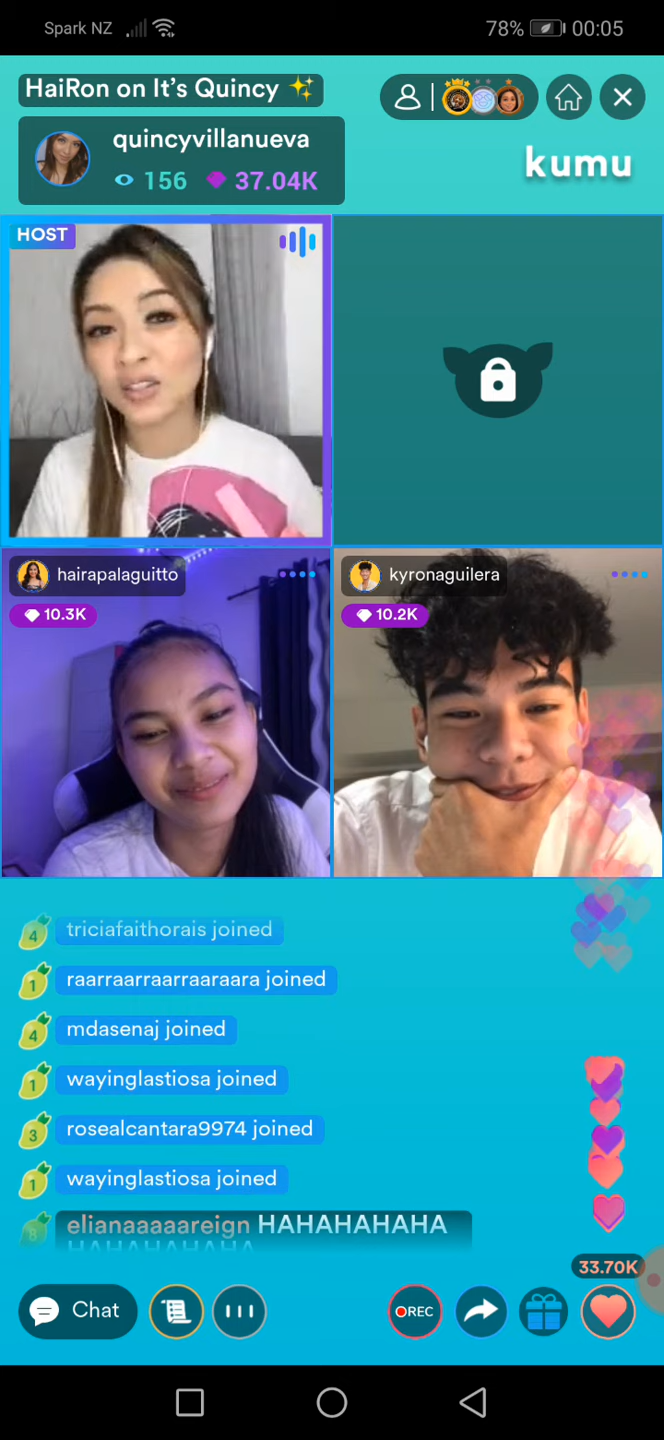 Spark NZ
78%
00:05
HaiRon on It's Quincy ✨
quincyvillanueva
156
37.04K
kumu
HOST
hairapalaguitto
10.3K
kyronaguilera
10.2K
4
triciafaithorais joined
1
raarraarraarraaraara joined
4
mdasenaj joined
1
wayinglastiosa joined
3
rosealcantara9974 joined
1
wayinglastiosa joined
8
elianaaaaareign HAHAHAHAHA
HAHAHAHAHA
33.70K
Chat
REC